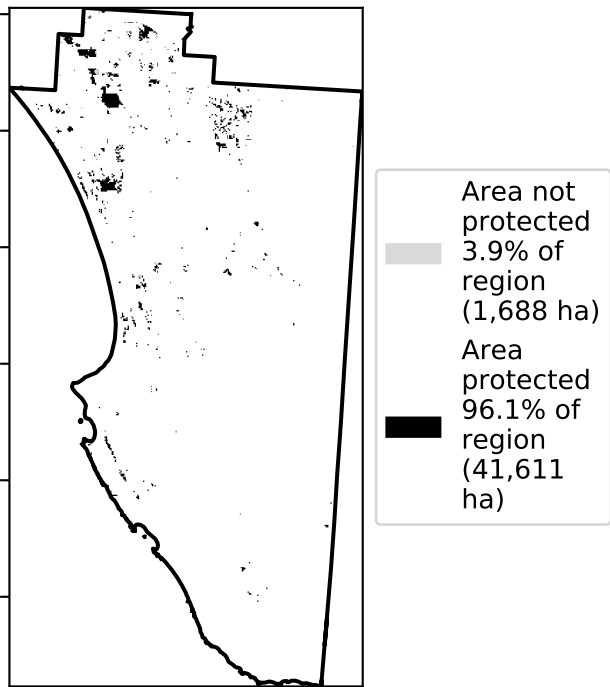 Area not
protected
3.9% of
region
(1,688 ha)
Area
protected
96.1% of
region
(41,611
ha)